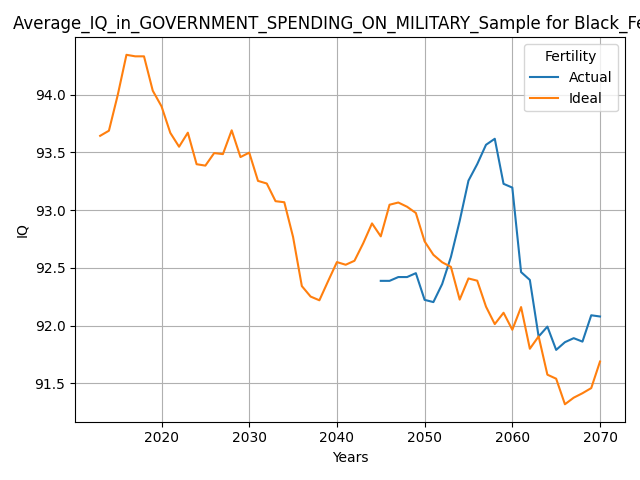 Average_IQ_in_GOVERNMENT_SPENDING_ON_MILITARY_Sample for Black_Fe
Fertility
Actual
Ideal
94.0
93.5
93.0
92.5
92.0
91.5
IQ
2020 2030 2040 2050 2060 2070
Years